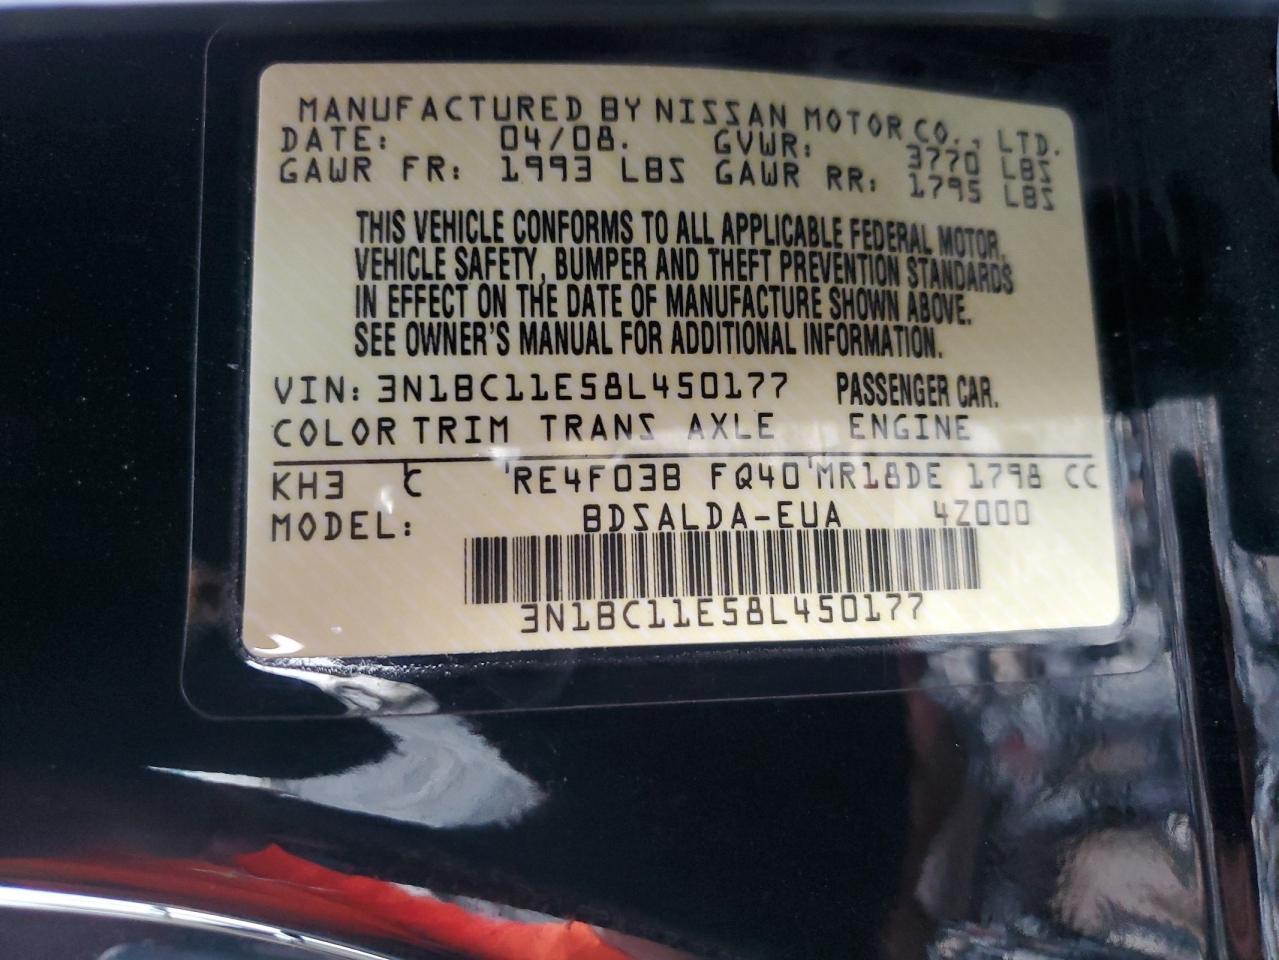 MANUFACTURED BY NISSAN MOTOR CO., LTD.
DATE: 04/08. GVWR: 3770 LBS
GAWR FR: 1993 LBS GAWR RR: 1795 LBS
THIS VEHICLE CONFORMS TO ALL APPLICABLE FEDERAL MOTOR,
VEHICLE SAFETY, BUMPER AND THEFT PREVENTION STANDARDS
IN EFFECT ON THE DATE OF MANUFACTURE SHOWN ABOVE.
SEE OWNER'S MANUAL FOR ADDITIONAL INFORMATION.
VIN: 3N1BC11E58L450177 PASSENGER CAR.
COLOR TRIM TRANS AXLE ENGINE
KH3 C 'RE4F03B FQ40'MR18DE 1798 CC
MODEL: BDSALDA-EUA 4Z000
3N1BC11E58L450177